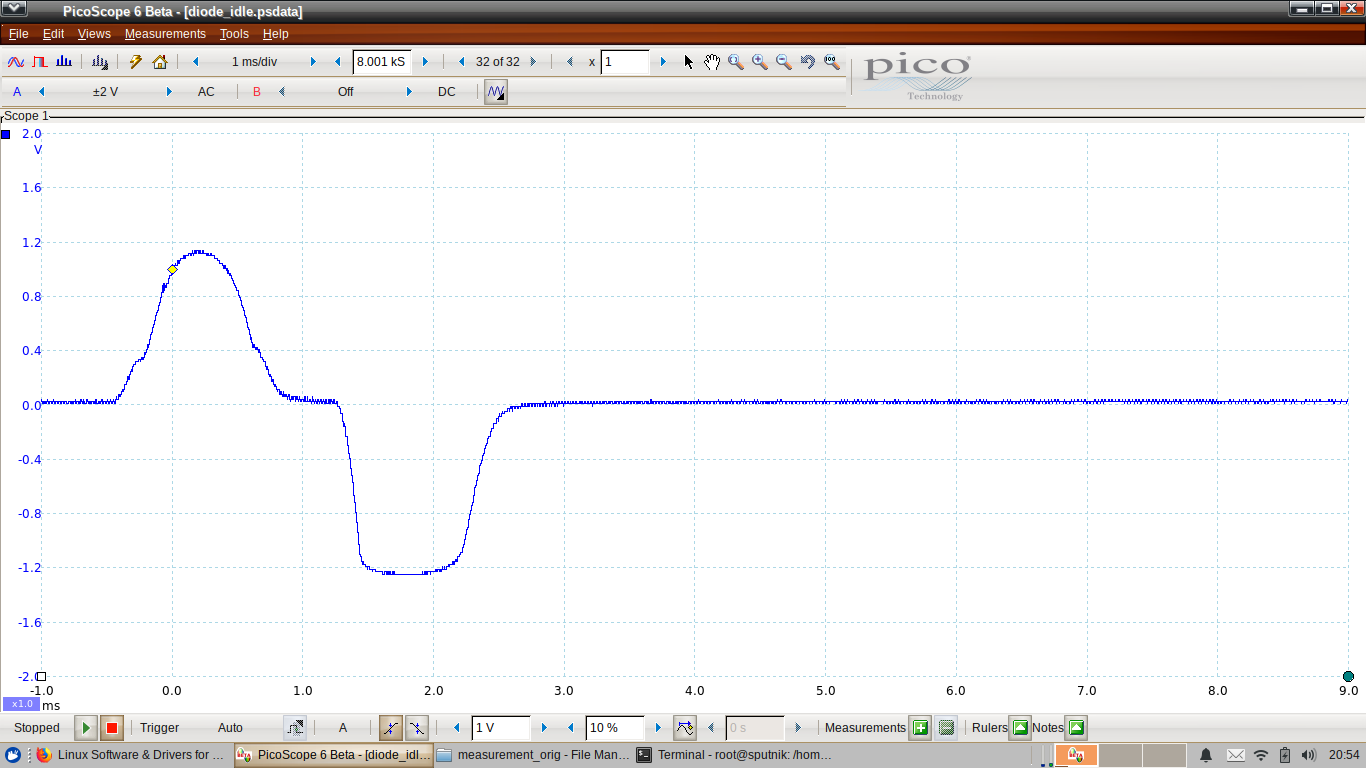 PicoScope 6 Beta - [diode_idle.psdata]
File Edit Views Measurements Tools Help
1 ms/div 8.001 kS 32 of 32 x 1
pico
Technology
A ±2 V AC B Off DC
Scope 1
2.0
V
1.6
1.2
0.8
0.4
0.0
-0.4
-0.8
-1.2
-1.6
-2.0
-1.0 0.0 1.0 2.0 3.0 4.0 5.0 6.0 7.0 8.0 9.0
x1.0 ms
Stopped Trigger Auto A 1 V 10 % 0 s Measurements Rulers Notes
Linux Software & Drivers for ... PicoScope 6 Beta - [diode_idl... measurement_orig - File Man... Terminal - root@sputnik: /hom... 20:54